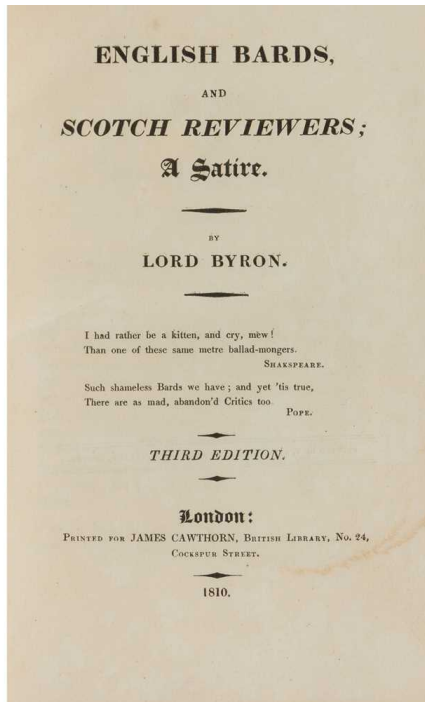 ENGLISH BARDS,
AND
SCOTCH REVIEWERS;
A Satire.
BY
LORD BYRON.
I had rather be a kitten, and cry, mew!
Than one of these same metre ballad-mongers.
SHAKSPEARE.
Such shameless Bards we have; and yet 'tis true,
There are as mad, abandon'd Critics too.
POPE.
THIRD EDITION.
London:
PRINTED FOR JAMES CAWTHORN, BRITISH LIBRARY, No. 24,
COCKSPUR STREET.
1810.